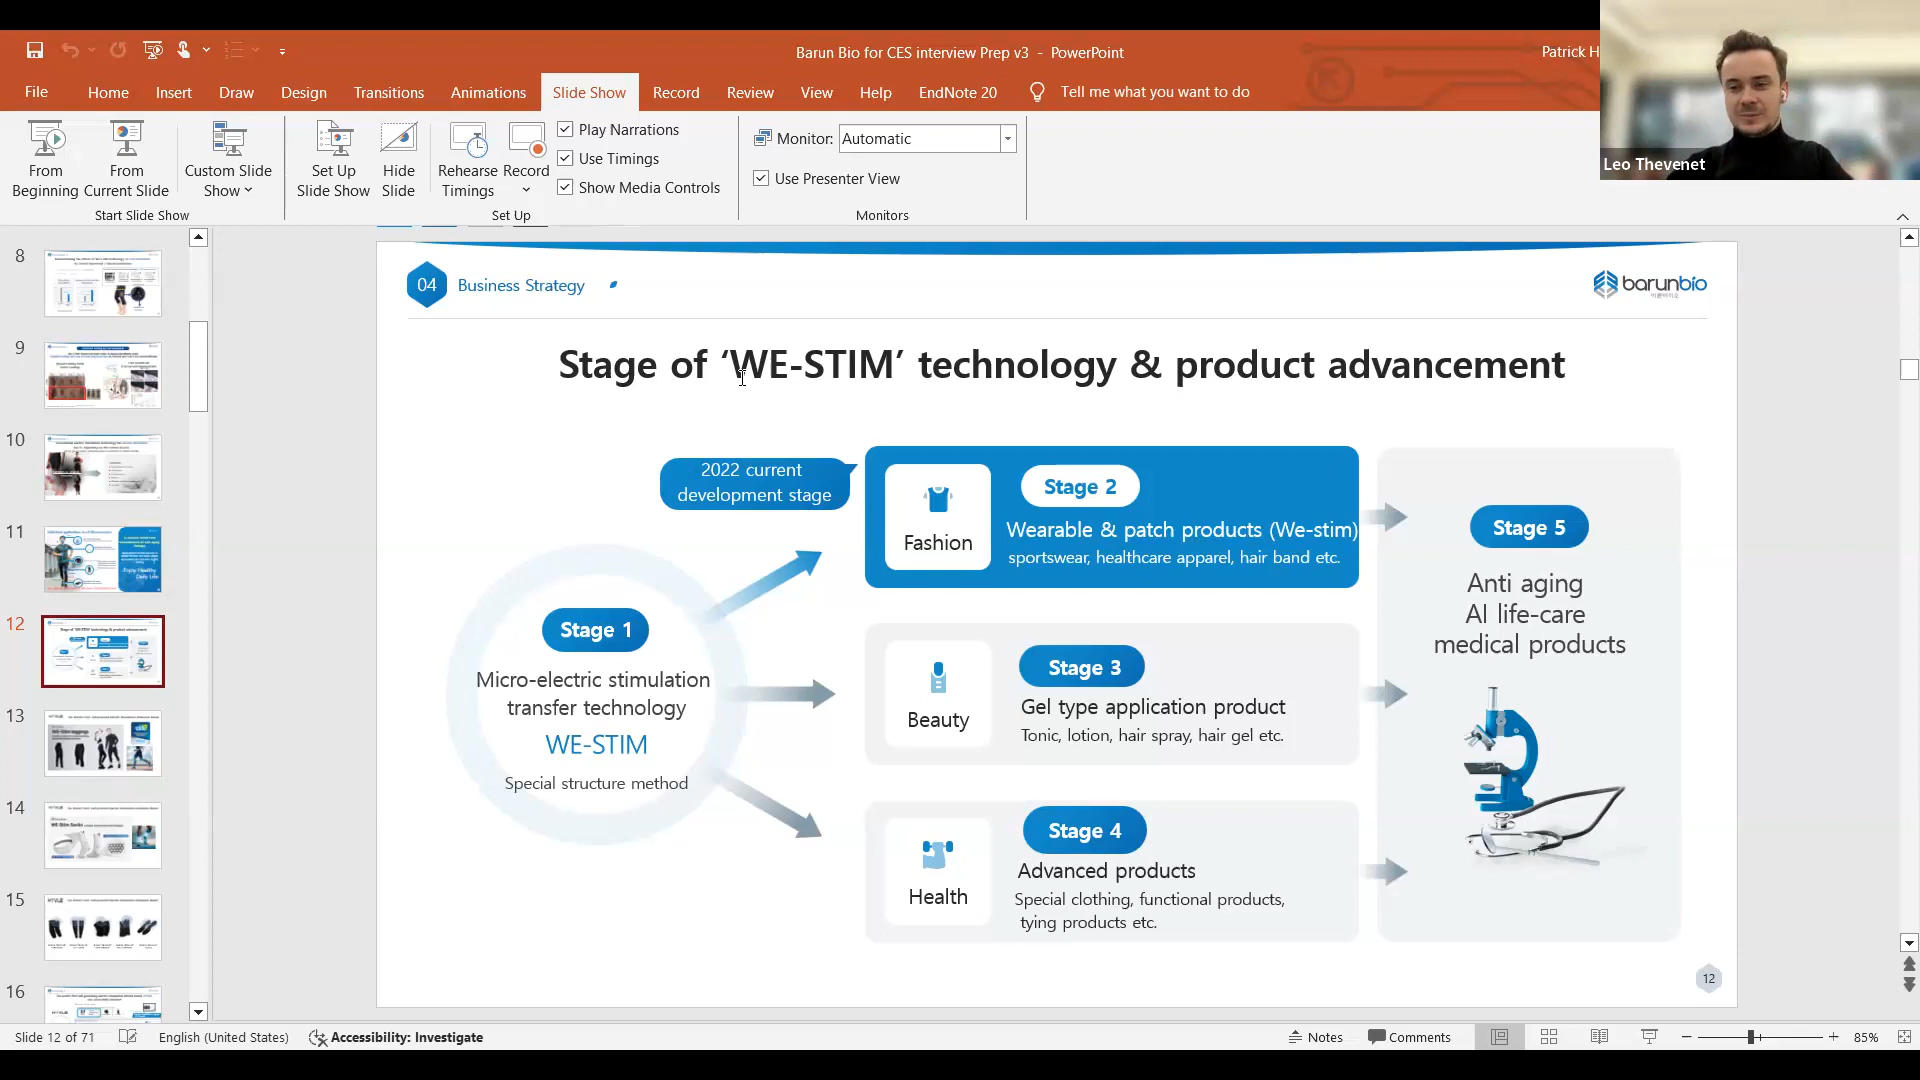 Barun Bio for CES interview Prep v3 - PowerPoint
Patrick H
File
Home
Insert
Draw
Design
Transitions
Animations
Slide Show
Record
Review
View
Help
EndNote 20
Tell me what you want to do
From Beginning
From Current Slide
Custom Slide Show
Start Slide Show
Set Up Slide Show
Hide Slide
Rehearse Timings
Record
Play Narrations
Use Timings
Show Media Controls
Set Up
Monitor:
Automatic
Use Presenter View
Monitors
Leo Thevenet
8
9
10
11
12
13
14
15
16
04
Business Strategy
barunbio
바른바이오
Stage of ‘WE-STIM’ technology & product advancement
2022 current
development stage
Stage 1
Micro-electric stimulation
transfer technology
WE-STIM
Special structure method
Fashion
Stage 2
Wearable & patch products (We-stim)
sportswear, healthcare apparel, hair band etc.
Beauty
Stage 3
Gel type application product
Tonic, lotion, hair spray, hair gel etc.
Health
Stage 4
Advanced products
Special clothing, functional products,
tying products etc.
Stage 5
Anti aging
AI life-care
medical products
12
Slide 12 of 71
English (United States)
Accessibility: Investigate
Notes
Comments
85%